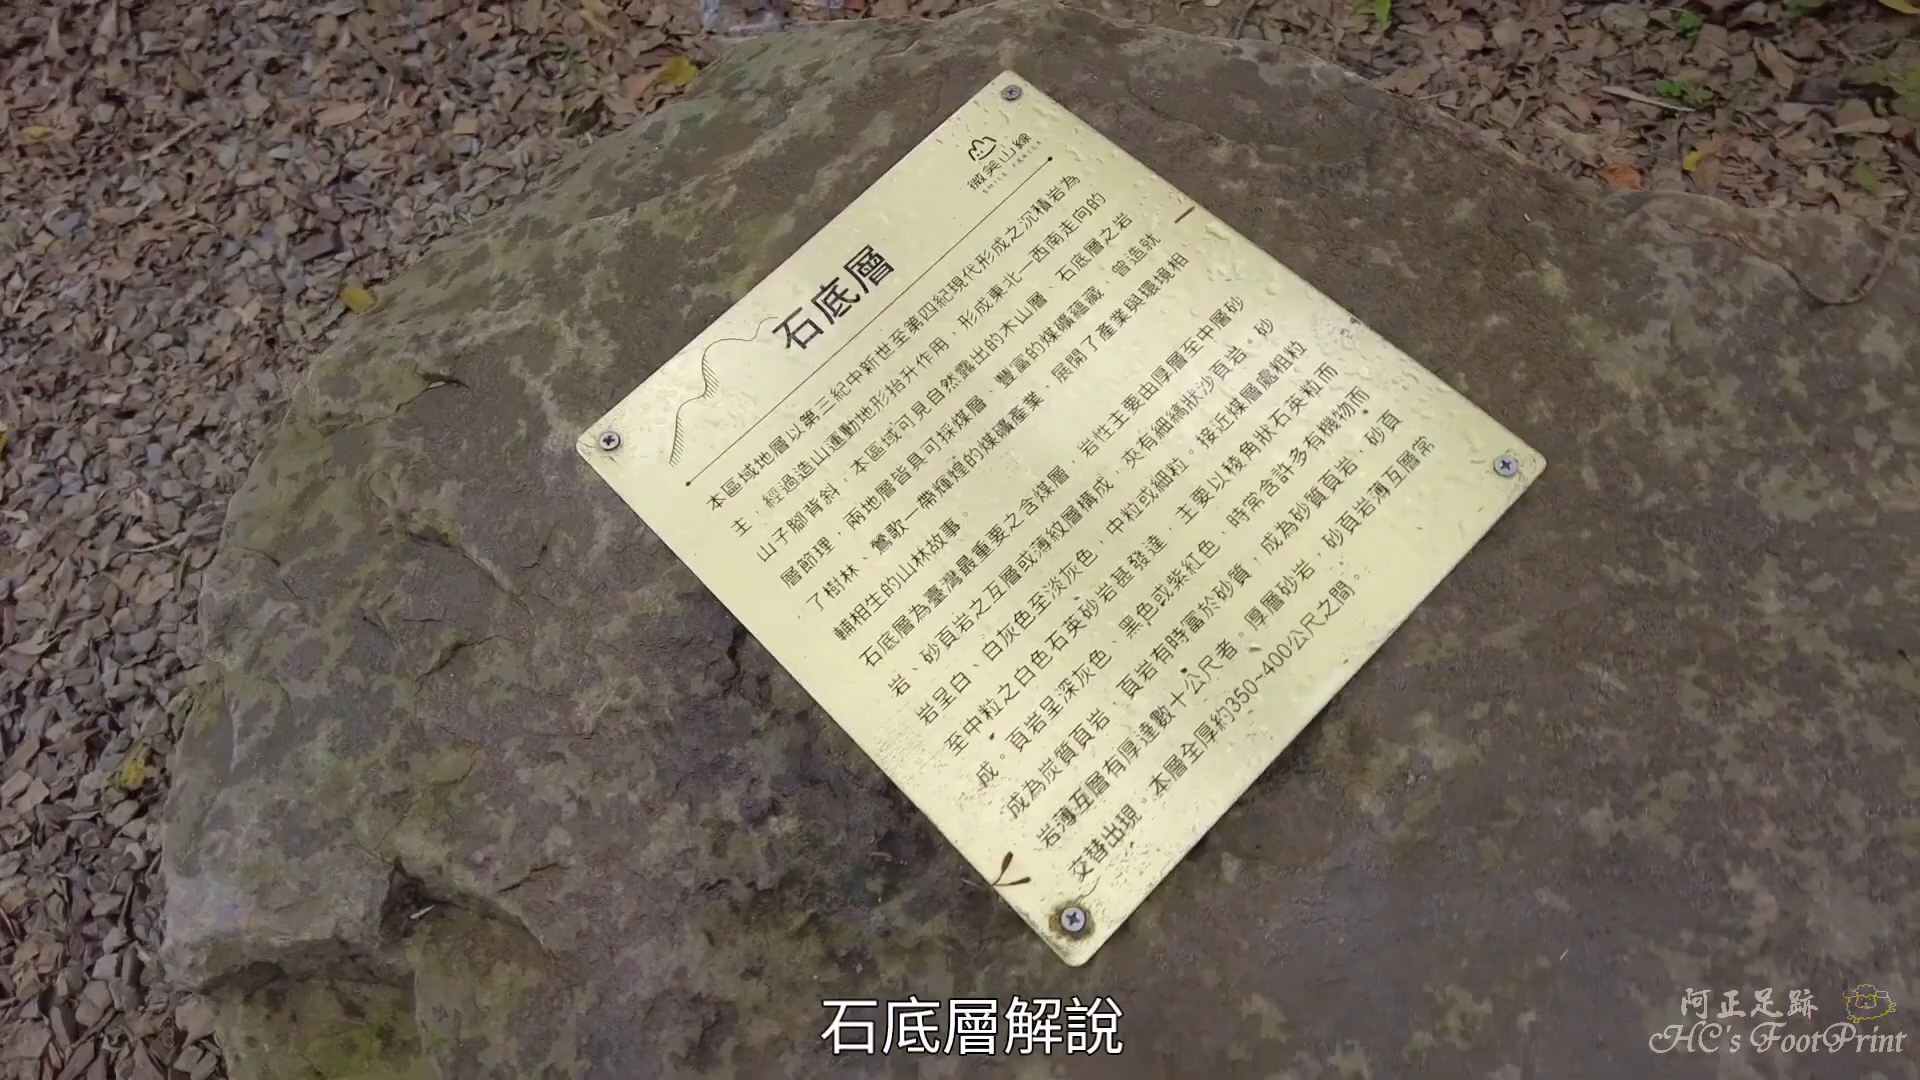 微笑山線
SMILE TRAILS
石底層
本區域地層以第三紀中新世至第四紀現代形成之沉積岩為
主，經過造山運動地形抬升作用，形成東北—西南走向的
山子腳背斜，本區域可見自然露出的木山層、石底層之岩
層節理，兩地層皆具可採煤層，豐富的煤礦蘊藏，曾造就
了樹林、鶯歌一帶輝煌的煤礦產業，展開了產業與環境相
輔相生的山林故事。
石底層為臺灣最重要之含煤層，岩性主要由厚層至中層砂
岩、砂頁岩之互層或薄紋層構成，夾有細縞狀沙頁岩。砂
岩呈白、白灰色至淡灰色，中粒或細粒。接近煤層處粗粒
至中粒之白色石英砂岩甚發達，主要以稜角狀石英粒而
成。頁岩呈深灰色、黑色或紫紅色，時常含許多有機物而
成為炭質頁岩，頁岩有時富於砂質，成為砂質頁岩，砂頁
岩薄互層有厚達數十公尺者。厚層砂岩，砂頁岩薄互層常
交替出現。本層全厚約350~400公尺之間。
石底層解說
阿正足跡
HC's FootPrint